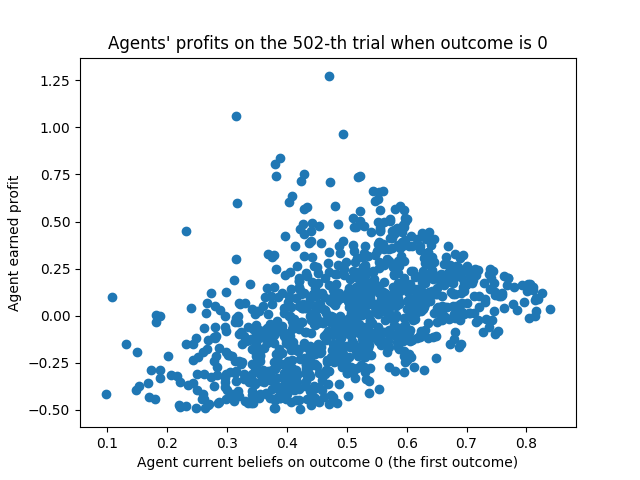 Agents' profits on the 502-th trial when outcome is 0
1.25
1.00
0.75
0.50
0.25
0.00
−0.25
−0.50
Agent earned profit
0.1 0.2 0.3 0.4 0.5 0.6 0.7 0.8
Agent current beliefs on outcome 0 (the first outcome)